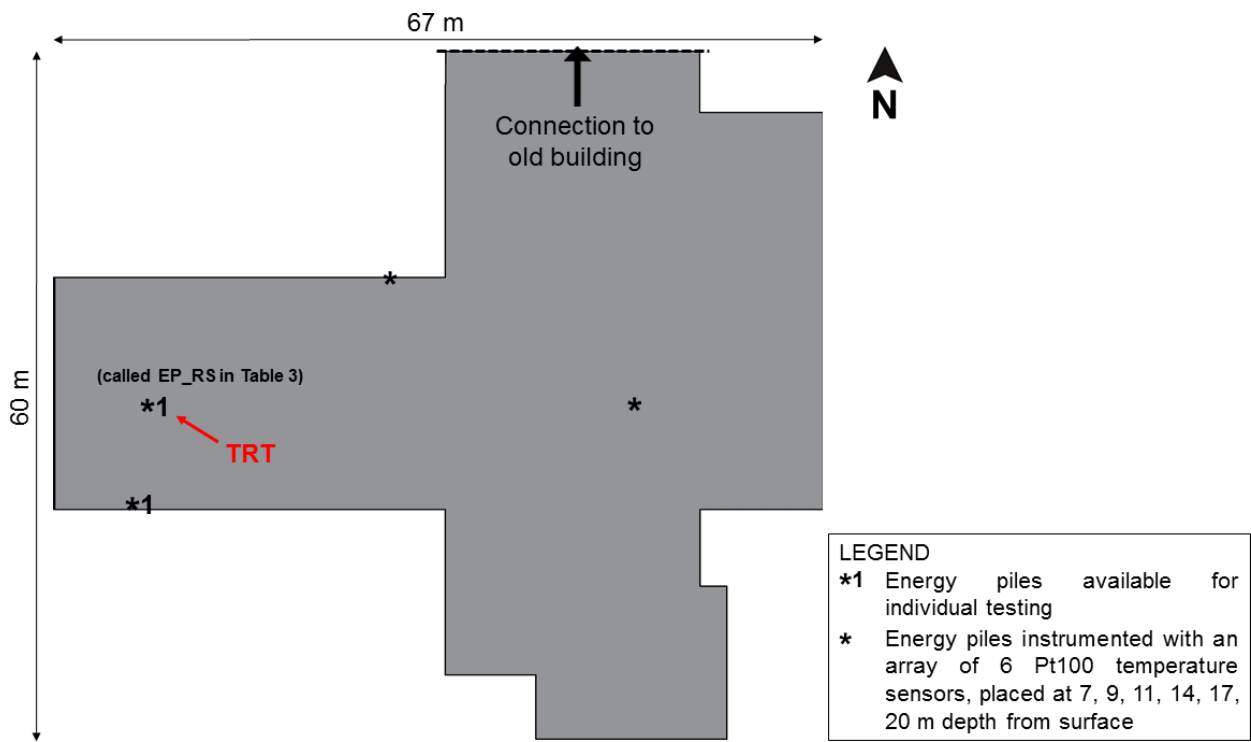 67 m
Connection to
old building
N
60 m
(called EP_RS in Table 3)
*1
TRT
*
*
*1
LEGEND
*1 Energy piles available for
individual testing
* Energy piles instrumented with an
array of 6 Pt100 temperature
sensors, placed at 7, 9, 11, 14, 17,
20 m depth from surface